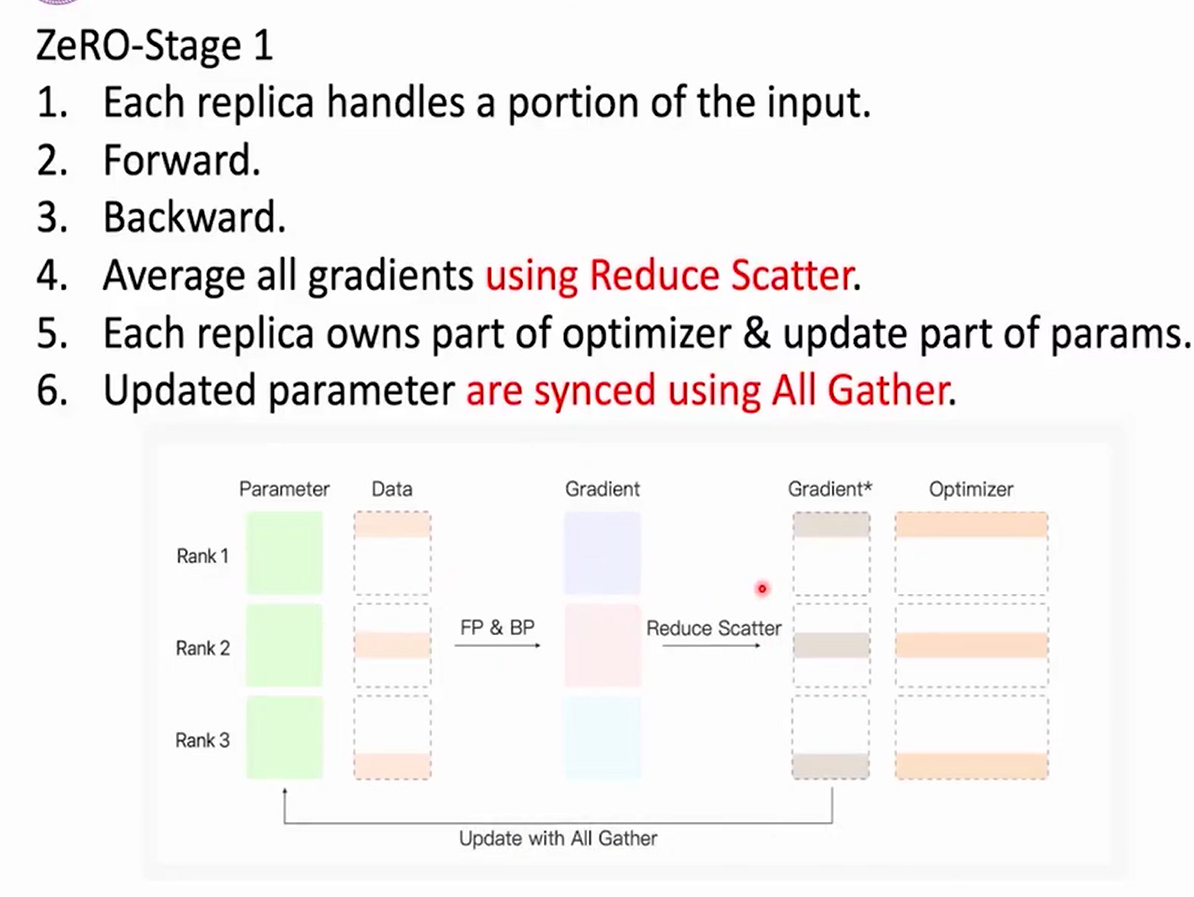 ZeRO-Stage 1
1. Each replica handles a portion of the input.
2. Forward.
3. Backward.
4. Average all gradients using Reduce Scatter.
5. Each replica owns part of optimizer & update part of params.
6. Updated parameter are synced using All Gather.
Parameter Data Gradient Gradient* Optimizer
Rank 1
FP & BP Reduce Scatter
Rank 2
Rank 3
Update with All Gather